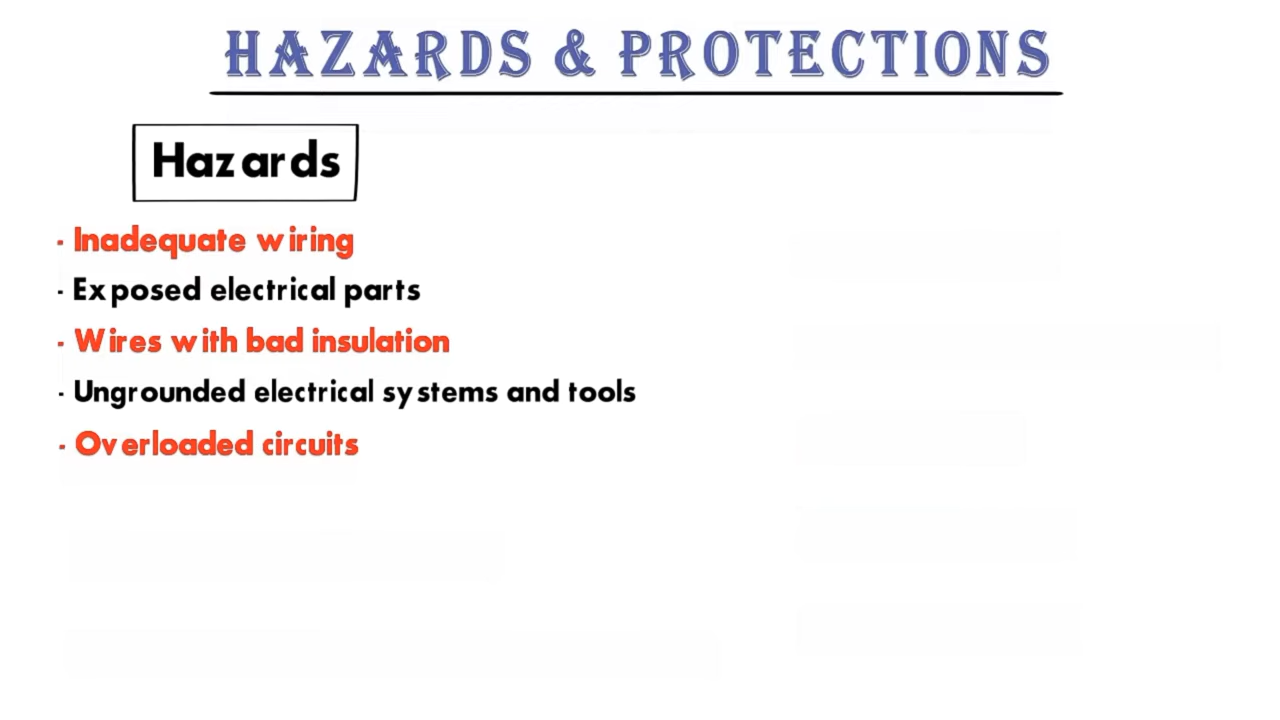 HAZARDS & PROTECTIONS
Hazards
- Inadequate wiring
- Exposed electrical parts
- Wires with bad insulation
- Ungrounded electrical systems and tools
- Overloaded circuits